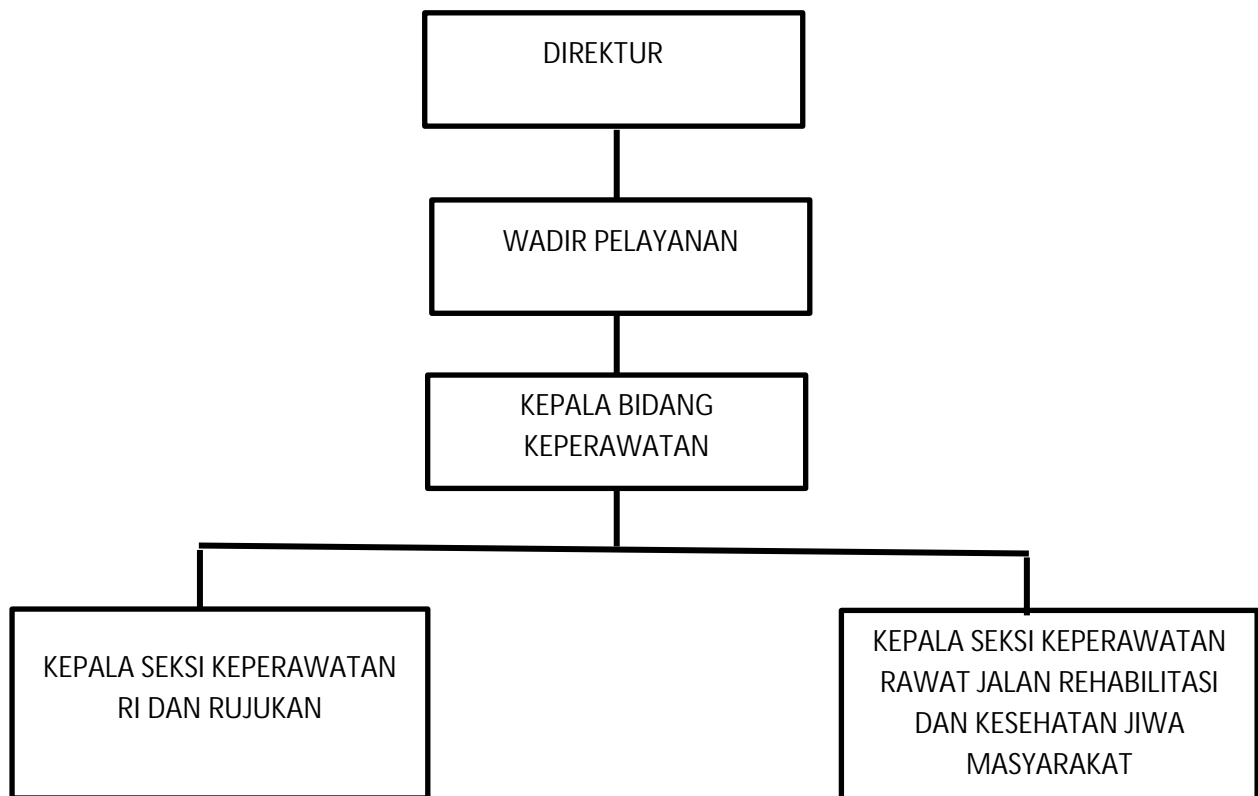 DIREKTUR
WADIR PELAYANAN
KEPALA BIDANG
KEPERAWATAN
KEPALA SEKSI KEPERAWATAN
RI DAN RUJUKAN
KEPALA SEKSI KEPERAWATAN
RAWAT JALAN REHABILITASI
DAN KESEHATAN JIWA
MASYARAKAT